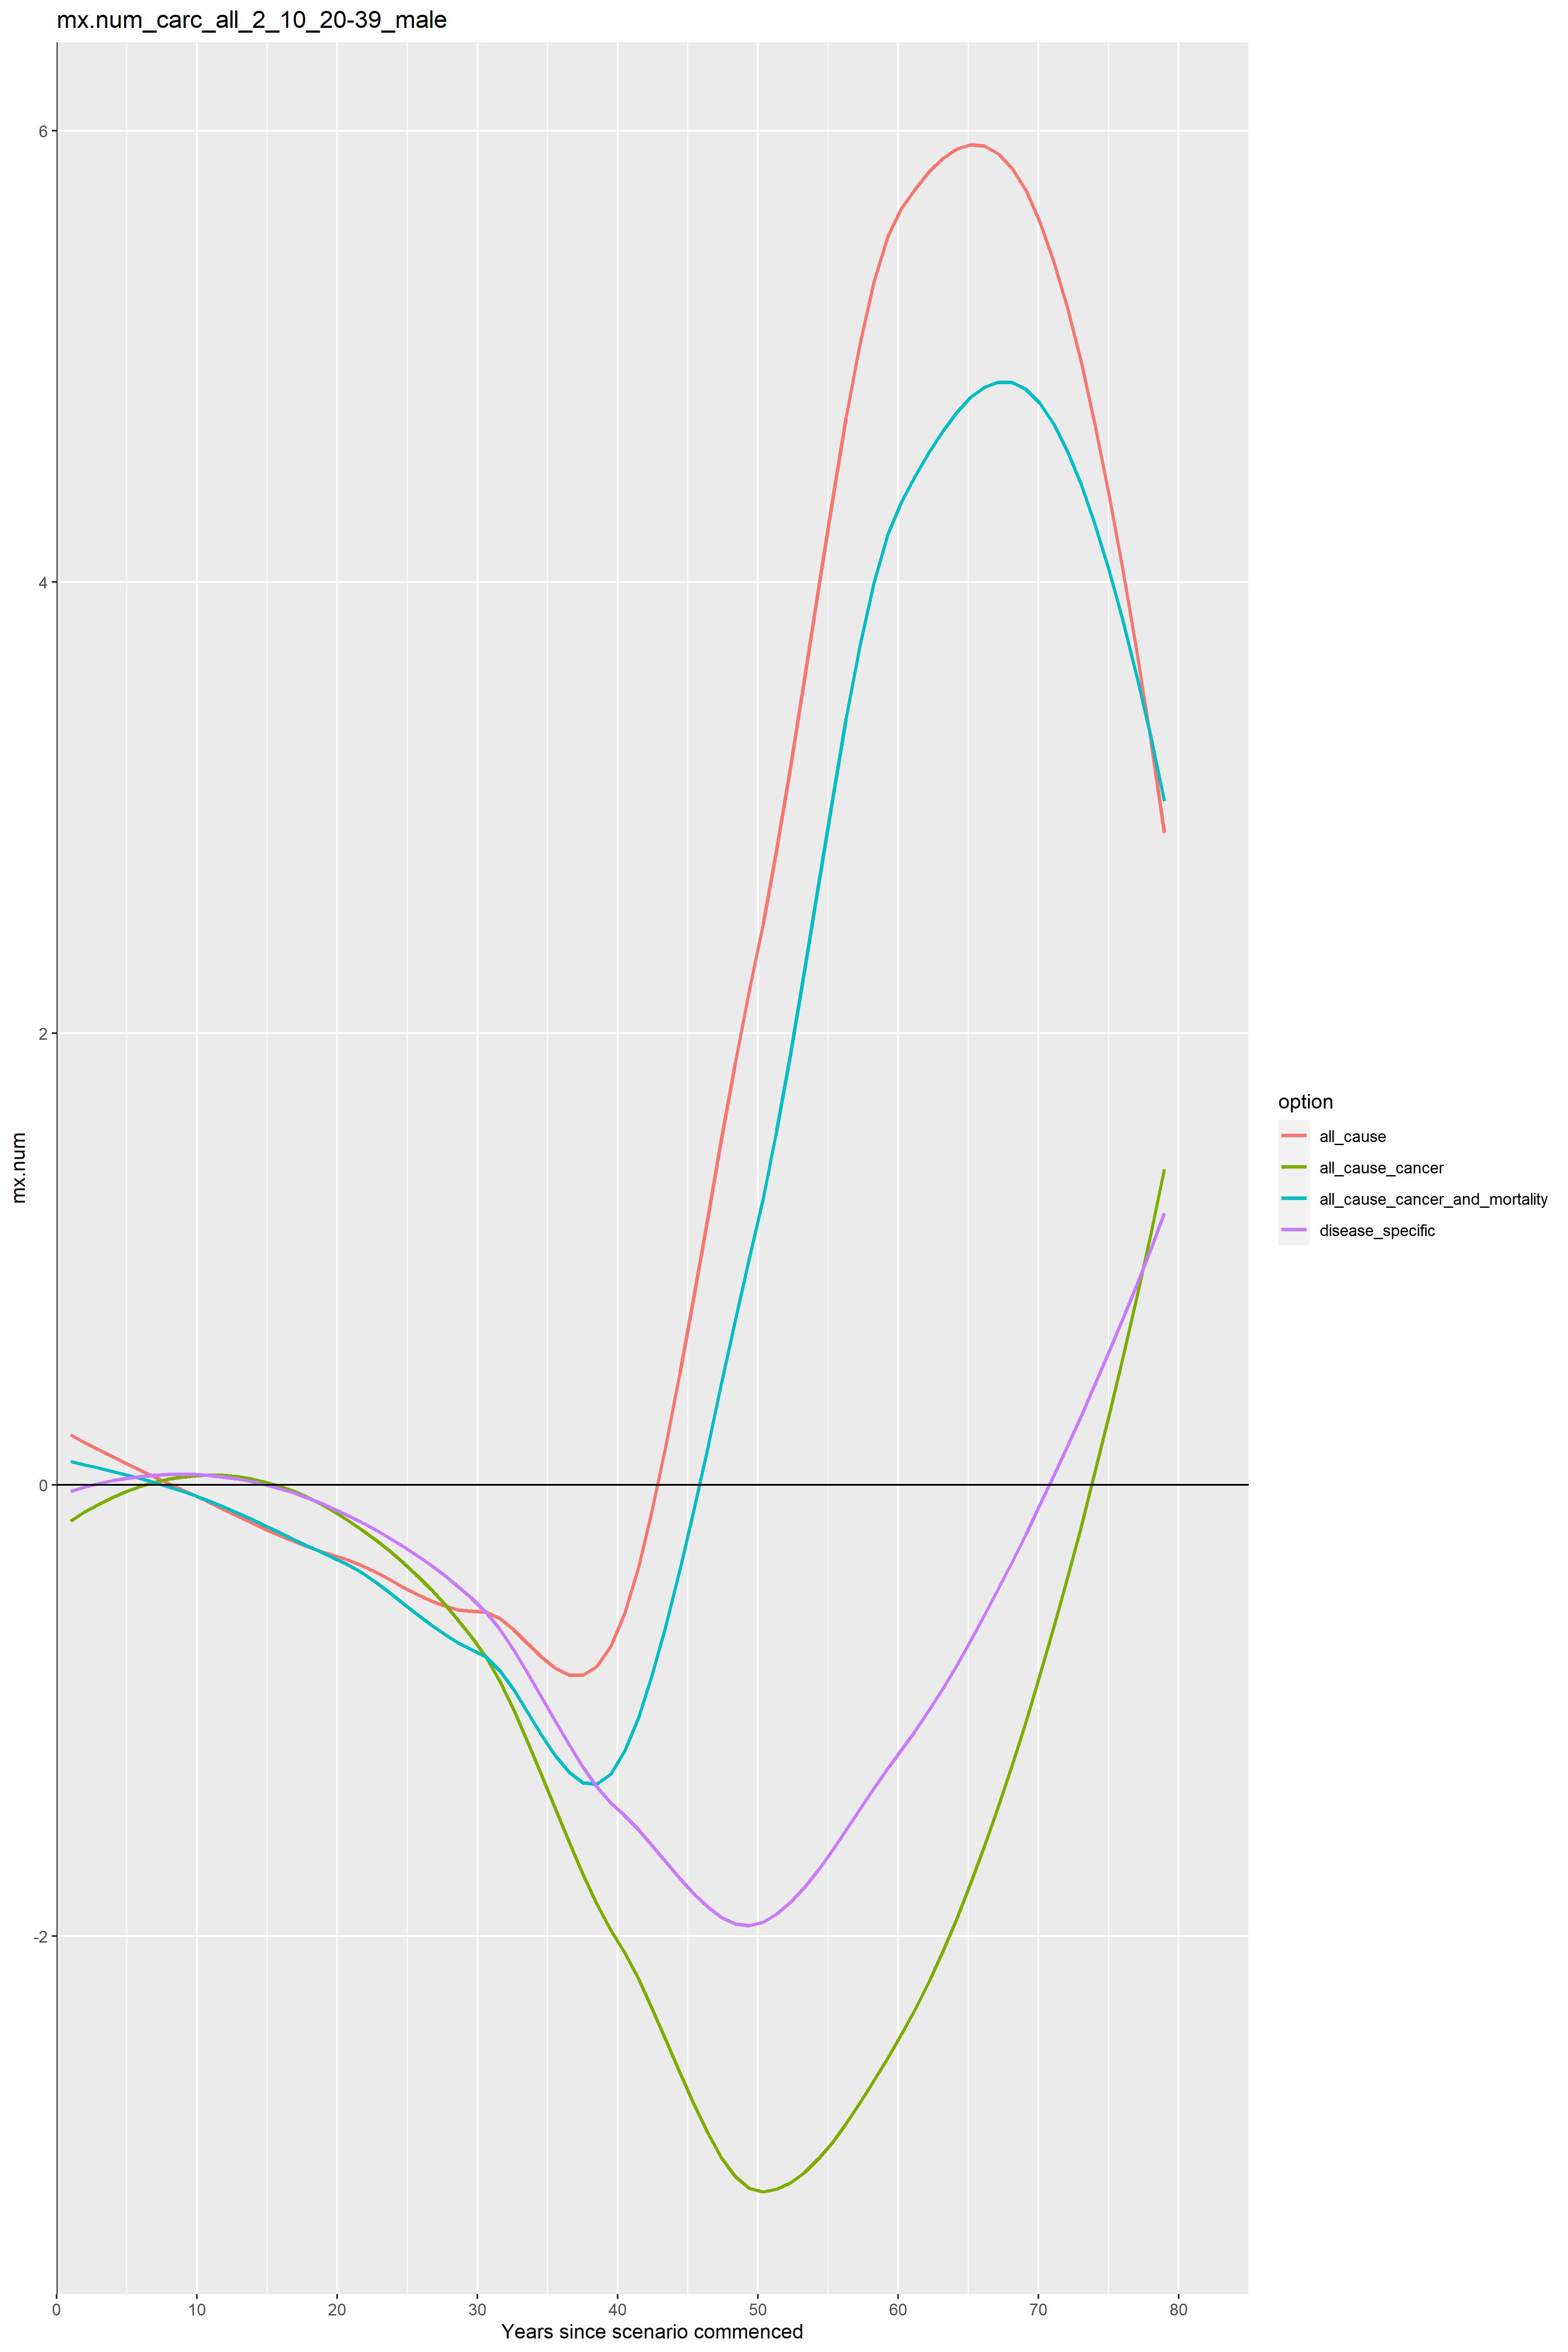 mx.num_carc_all_2_10_20-39_male
6
4
2
0
-2
mx.num
0 10 20 30 40 50 60 70 80
Years since scenario commenced
option
all_cause
all_cause_cancer
all_cause_cancer_and_mortality
disease_specific